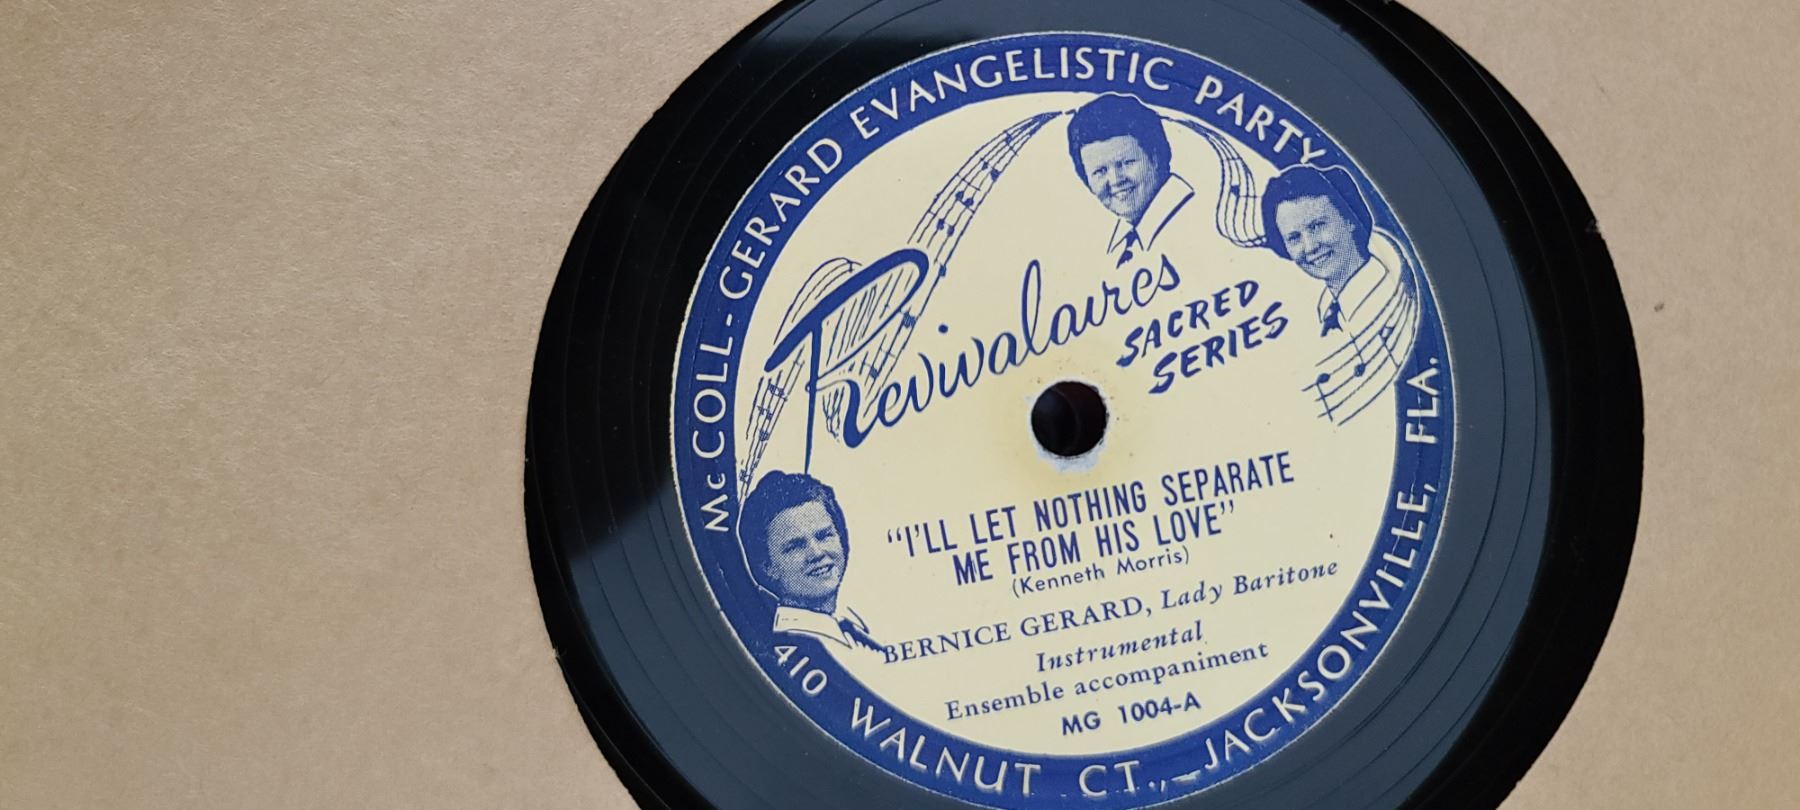 McCOLL-GERARD EVANGELISTIC PARTY
Revivalaires
SACRED
SERIES
"I'LL LET NOTHING SEPARATE
ME FROM HIS LOVE"
(Kenneth Morris)
BERNICE GERARD, Lady Baritone
Instrumental
Ensemble accompaniment
MG 1004-A
410 WALNUT CT., JACKSONVILLE, FLA.